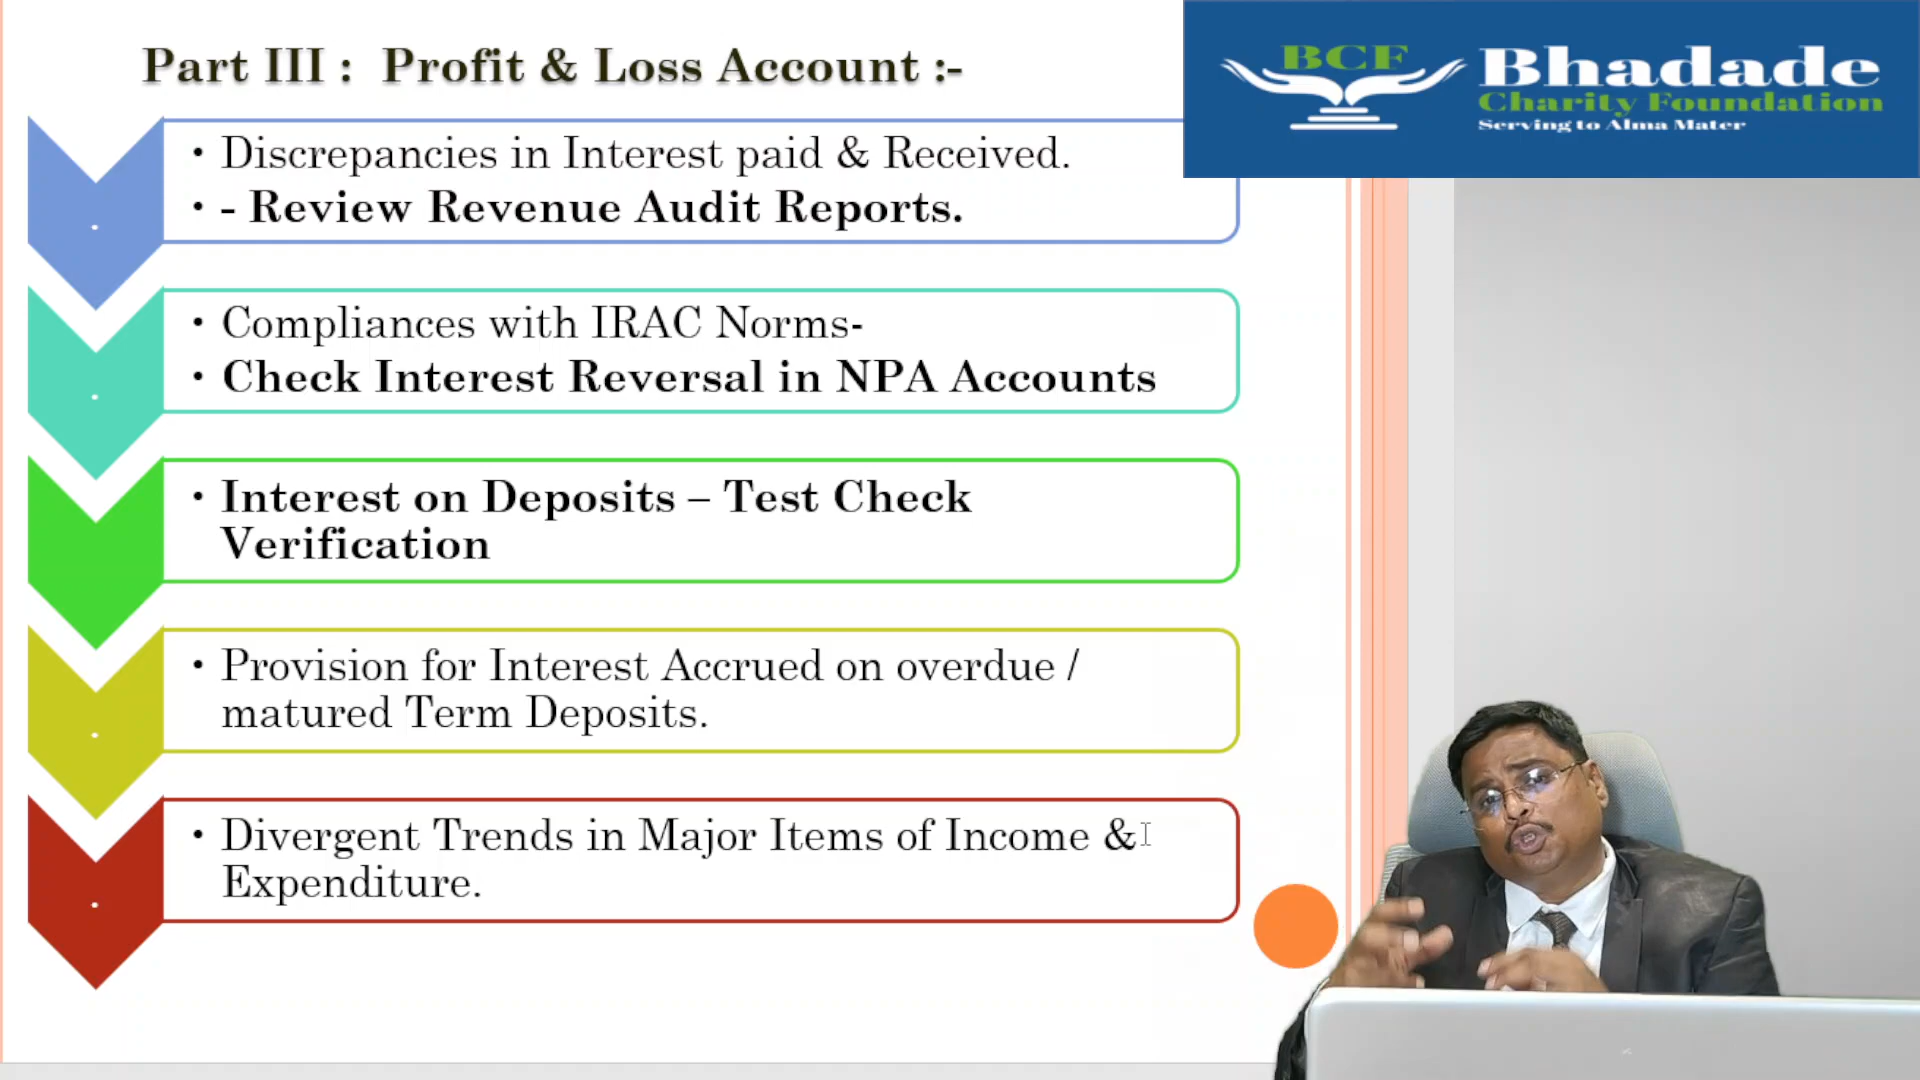 Part III :  Profit & Loss Account :-
BCF
Bhadade
Charity Foundation
Serving to Alma Mater
• Discrepancies in Interest paid & Received.
• - Review Revenue Audit Reports.
• Compliances with IRAC Norms-
• Check Interest Reversal in NPA Accounts
• Interest on Deposits – Test Check
Verification
• Provision for Interest Accrued on overdue /
matured Term Deposits.
• Divergent Trends in Major Items of Income &
Expenditure.